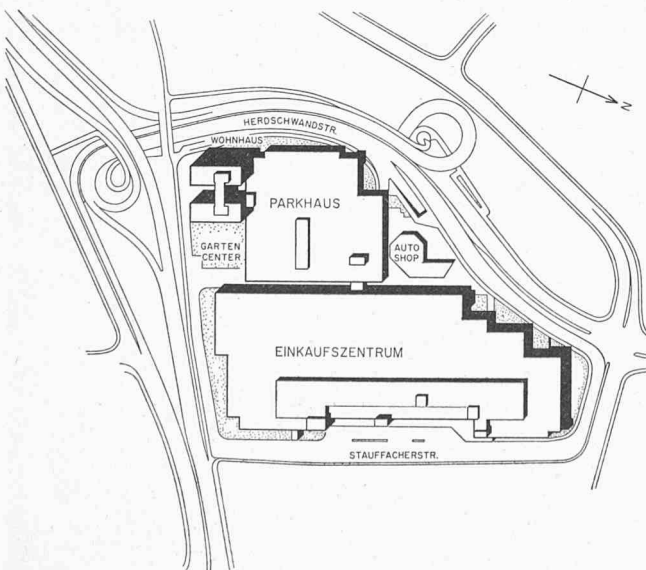 N
HERDSCHWANDSTR.
WOHNHAUS
PARKHAUS
GARTEN
CENTER
AUTO
SHOP
EINKAUFSZENTRUM
STAUFFACHERSTR.